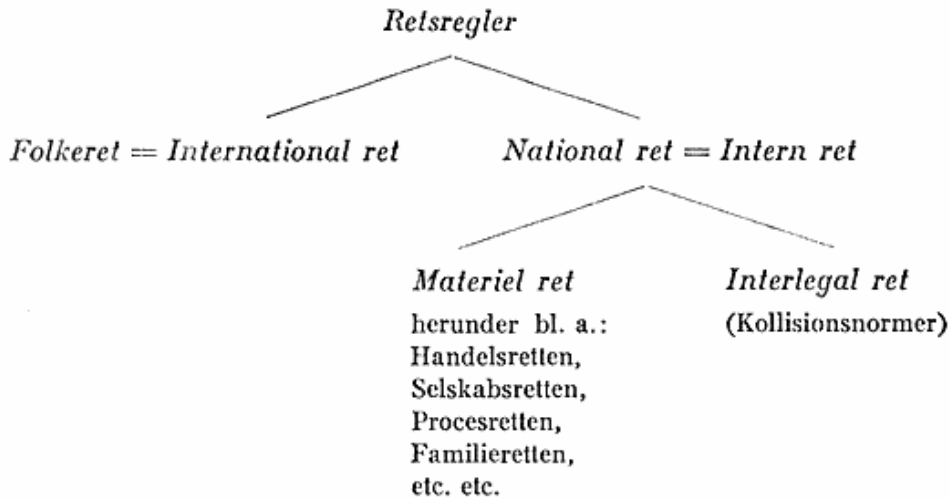 Retsregler
Folkeret = International ret
National ret = Intern ret
Materiel ret
herunder bl. a.:
Handelsretten,
Selskabsretten,
Procesretten,
Familieretten,
etc. etc.
Interlegal ret
(Kollisionsnormer)